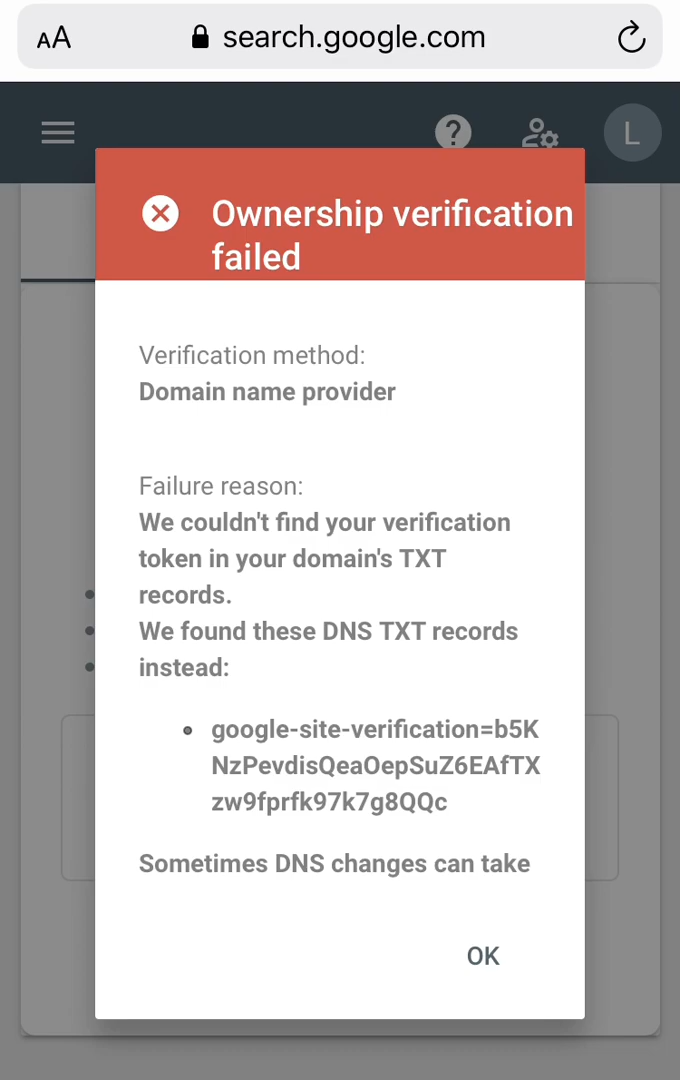 AA search.google.com
? L
Ownership verification
failed
Verification method:
Domain name provider
Failure reason:
We couldn't find your verification
token in your domain's TXT
records.
We found these DNS TXT records
instead:
google-site-verification=b5K
NzPevdisQeaOepSuZ6EAfTX
zw9fprfk97k7g8QQc
Sometimes DNS changes can take
OK